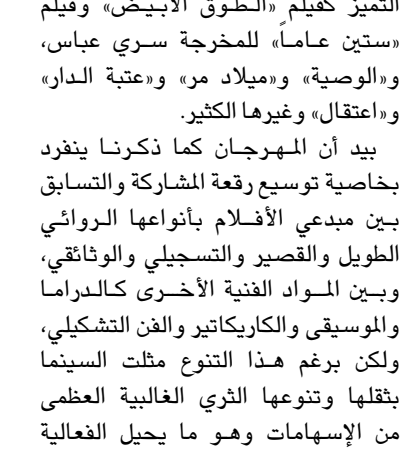 التميز كفيلم «الطوق الأبيض» وفيلم
«ستين عاماً» للمخرجة سري عباس،
و«الوصية» و«ميلاد مر» و«عتبة الدار»
و«اعتقال» وغيرها الكثير.
بيد أن المهرجان كما ذكرنا ينفرد
بخاصية توسيع رقعة المشاركة والتسابق
بين مبدعي الأفلام بأنواعها الروائي
الطويل والقصير والتسجيلي والوثائقي،
وبين المواد الفنية الأخرى كالدراما
والموسيقى والكاريكاتير والفن التشكيلي،
ولكن برغم هذا التنوع مثلت السينما
بثقلها وتنوعها الثري الغالبية العظمى
من الإسهامات وهو ما يحيل الفعالية